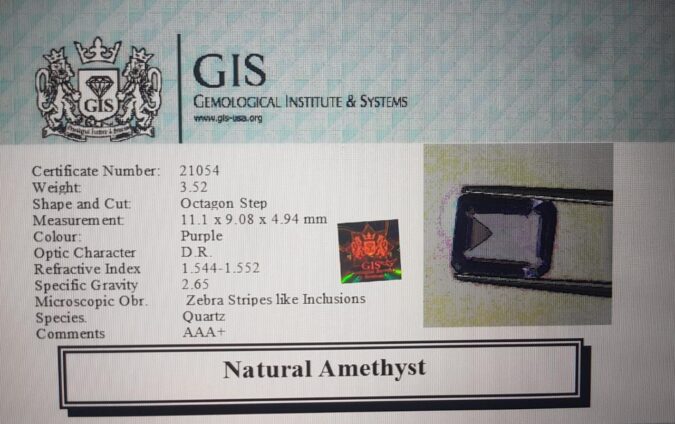 GIS
GEMOLOGICAL INSTITUTE & SYSTEMS
www.gis-usa.org
GIS
Certificate Number: 21054
Weight: 3.52
Shape and Cut: Octagon Step
Measurement: 11.1 x 9.08 x 4.94 mm
Colour: Purple
Optic Character D.R.
Refractive Index 1.544-1.552
Specific Gravity 2.65
Microscopic Obr. Zebra Stripes like Inclusions
Species. Quartz
Comments AAA+
GIS
Natural Amethyst